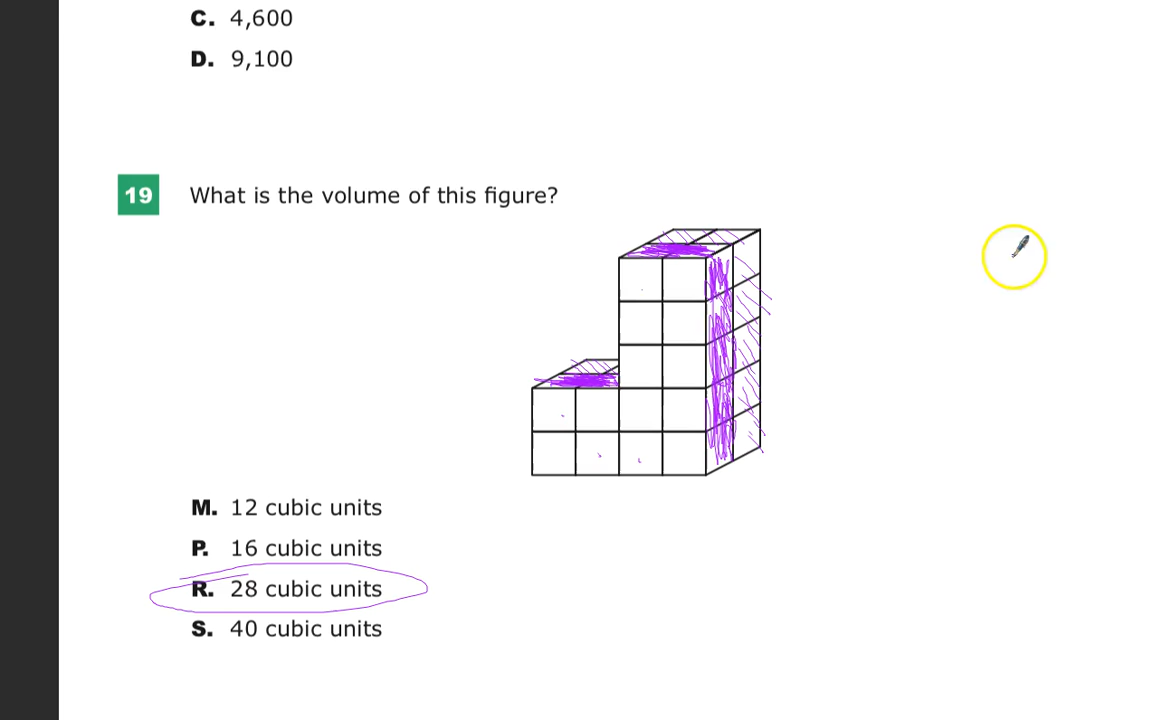 C. 4,600
D. 9,100
19 What is the volume of this figure?
M. 12 cubic units
P. 16 cubic units
R. 28 cubic units
S. 40 cubic units